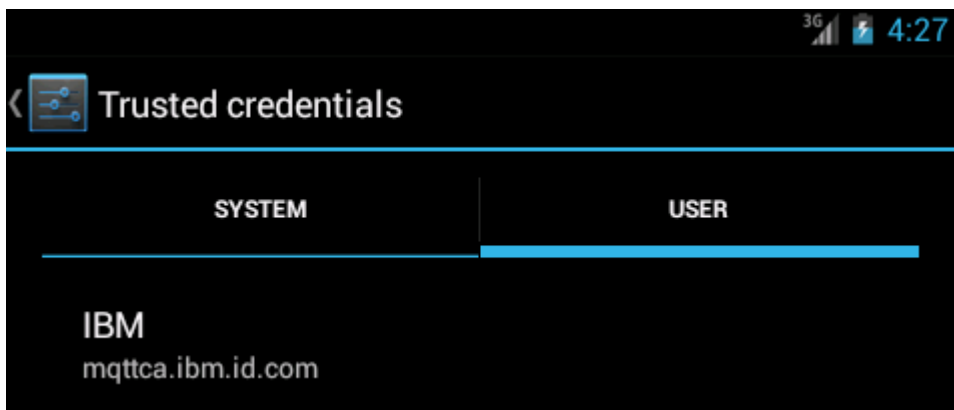 3G 4:27
Trusted credentials
SYSTEM USER
IBM
mqttca.ibm.id.com